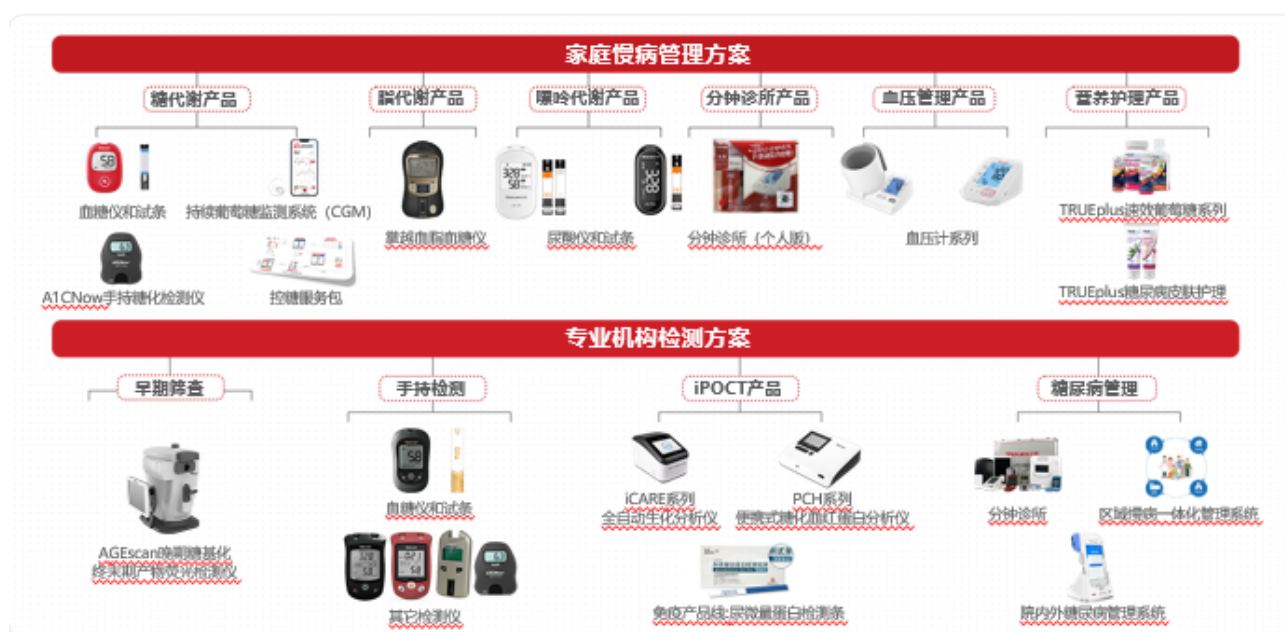 家庭慢病管理方案
糖代谢产品
脂代谢产品
嘌呤代谢产品
分钟诊所产品
血压管理产品
营养护理产品
血糖仪和试条
持续葡萄糖监测系统（CGM）
掌越血脂血糖仪
尿酸仪和试条
分钟诊所（个人版）
血压计系列
TRUEplus速效葡萄糖系列
A1CNow手持糖化检测仪
控糖服务包
TRUEplus糖尿病皮肤护理
专业机构检测方案
早期筛查
手持检测
iPOCT产品
糖尿病管理
AGEscan晚期糖基化
终末期产物荧光检测仪
血糖仪和试条
其它检测仪
iCARE系列
全自动生化分析仪
PCH系列
便携式糖化血红蛋白分析仪
免疫产品线:尿微量蛋白检测条
分钟诊所
区域慢病一体化管理系统
院内外糖尿病管理系统